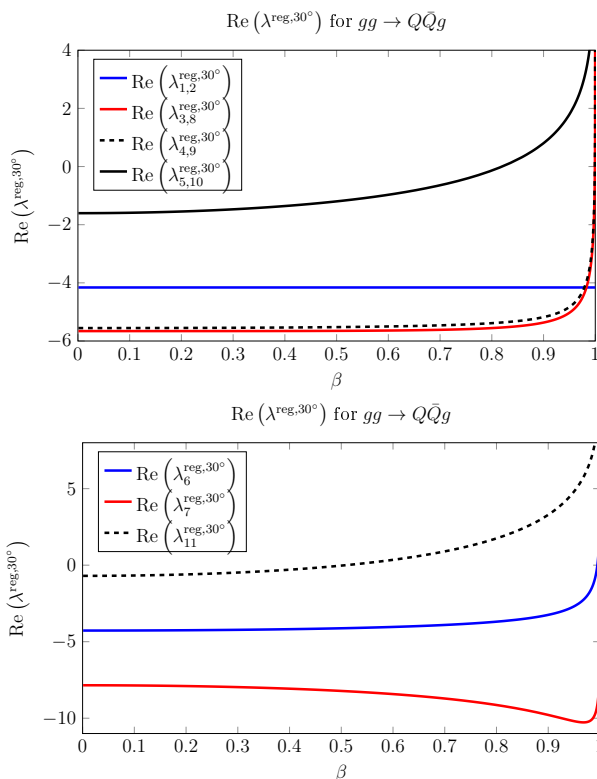 Re (λ^{reg,30°}) for gg → QQ̄g
Re (λ^{reg,30°}_{1,2})
Re (λ^{reg,30°}_{3,8})
Re (λ^{reg,30°}_{4,9})
Re (λ^{reg,30°}_{5,10})
Re (λ^{reg,30°})
4
2
0
−2
−4
−6
0 0.1 0.2 0.3 0.4 0.5 0.6 0.7 0.8 0.9 1
β
Re (λ^{reg,30°}) for gg → QQ̄g
Re (λ^{reg,30°}_{6})
Re (λ^{reg,30°}_{7})
Re (λ^{reg,30°}_{11})
Re (λ^{reg,30°})
5
0
−5
−10
0 0.1 0.2 0.3 0.4 0.5 0.6 0.7 0.8 0.9 1
β